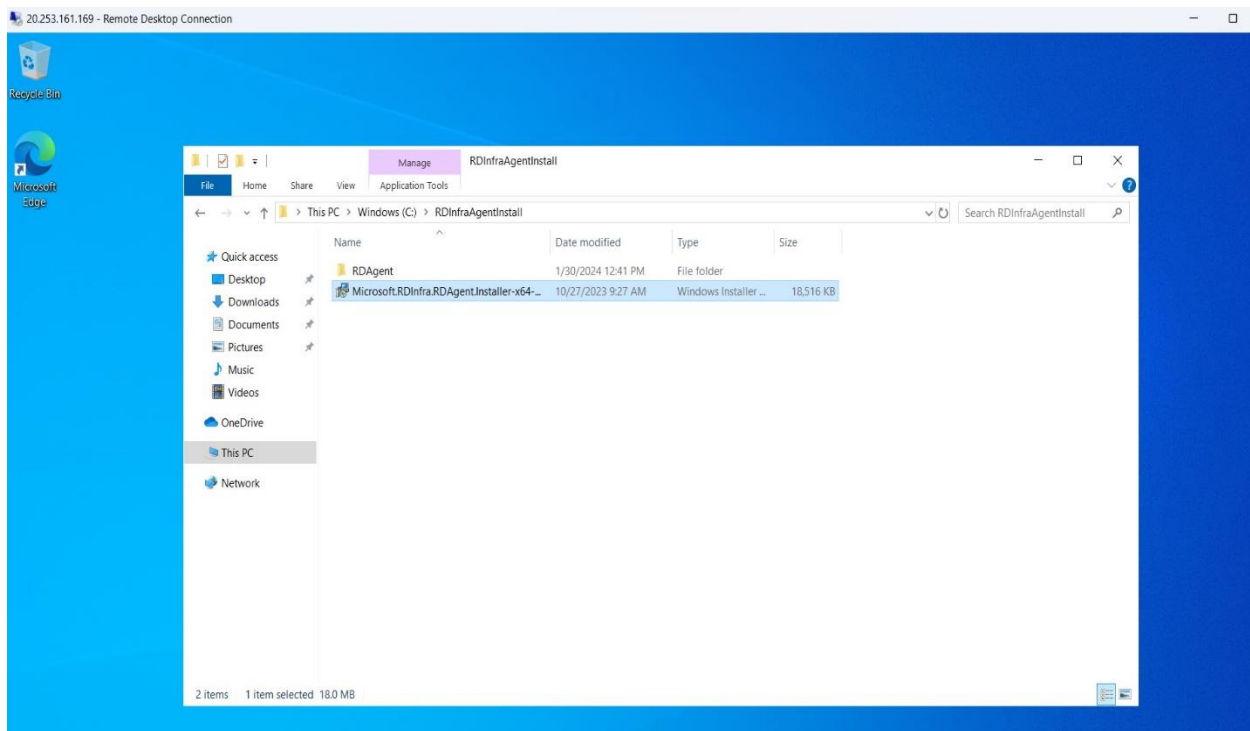 20.253.161.169 - Remote Desktop Connection
Recycle Bin
Microsoft Edge
Manage RDInfraAgentInstall
File Home Share View Application Tools
This PC > Windows (C:) > RDInfraAgentInstall Search RDInfraAgentInstall
Name Date modified Type Size
Quick access
Desktop
Downloads
Documents
Pictures
Music
Videos
OneDrive
This PC
Network
RDAgent 1/30/2024 12:41 PM File folder
Microsoft.RDInfra.RDAgent.Installer-x64-... 10/27/2023 9:27 AM Windows Installer ... 18,516 KB
2 items 1 item selected 18.0 MB